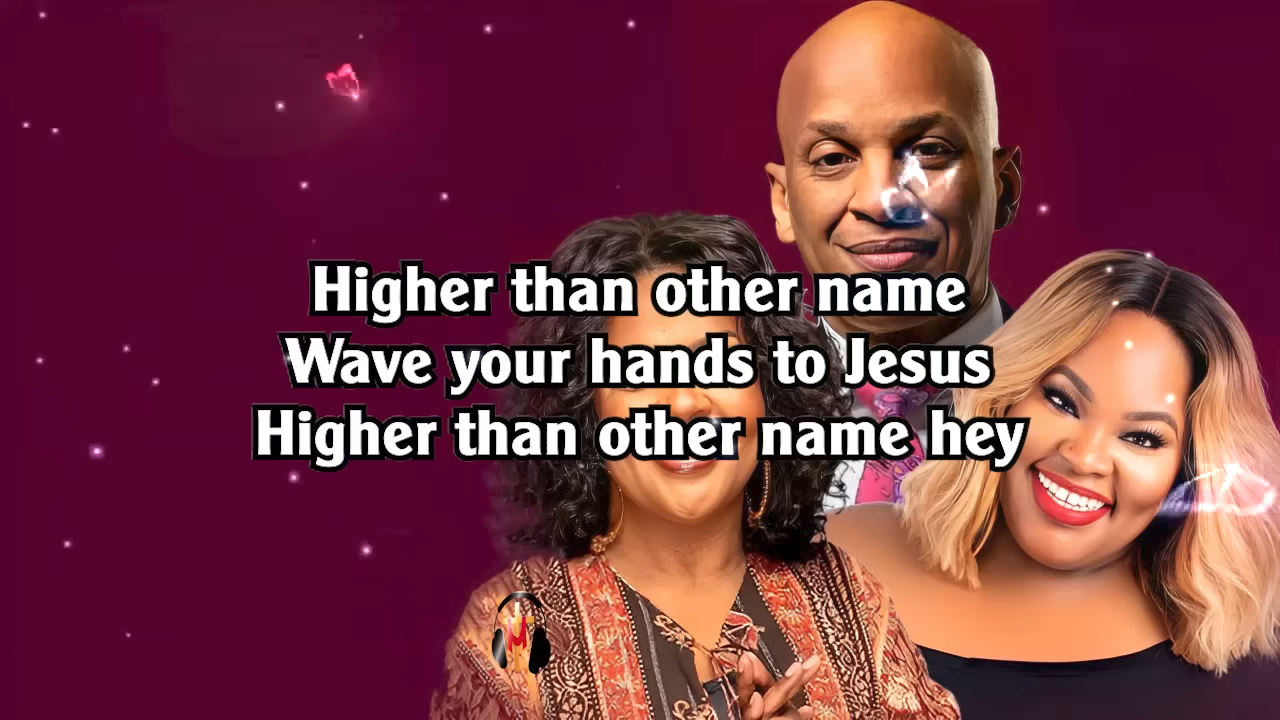 Higher than other name
Wave your hands to Jesus
Higher than other name hey